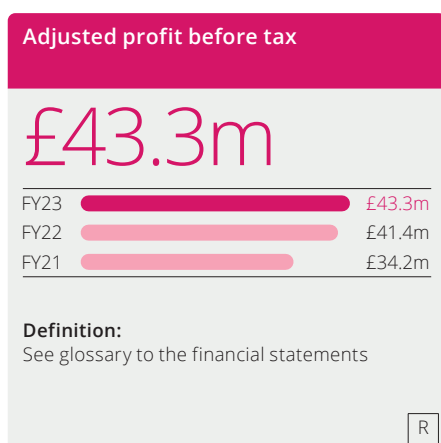 Adjusted profit before tax
£43.3m
FY23 £43.3m
FY22 £41.4m
FY21 £34.2m
Definition:
See glossary to the financial statements
R